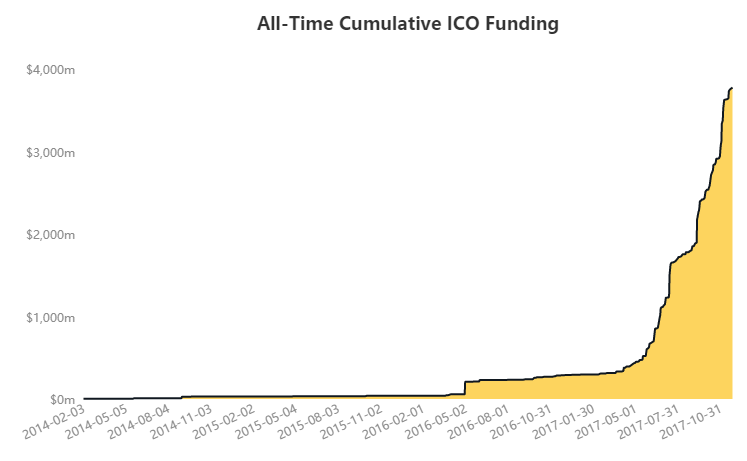 All-Time Cumulative ICO Funding
$4,000m
$3,000m
$2,000m
$1,000m
$0m
2014-02-03
2014-05-05
2014-08-04
2014-11-03
2015-02-02
2015-05-04
2015-08-03
2015-11-02
2016-02-01
2016-05-02
2016-08-01
2016-10-31
2017-01-30
2017-05-01
2017-07-31
2017-10-31